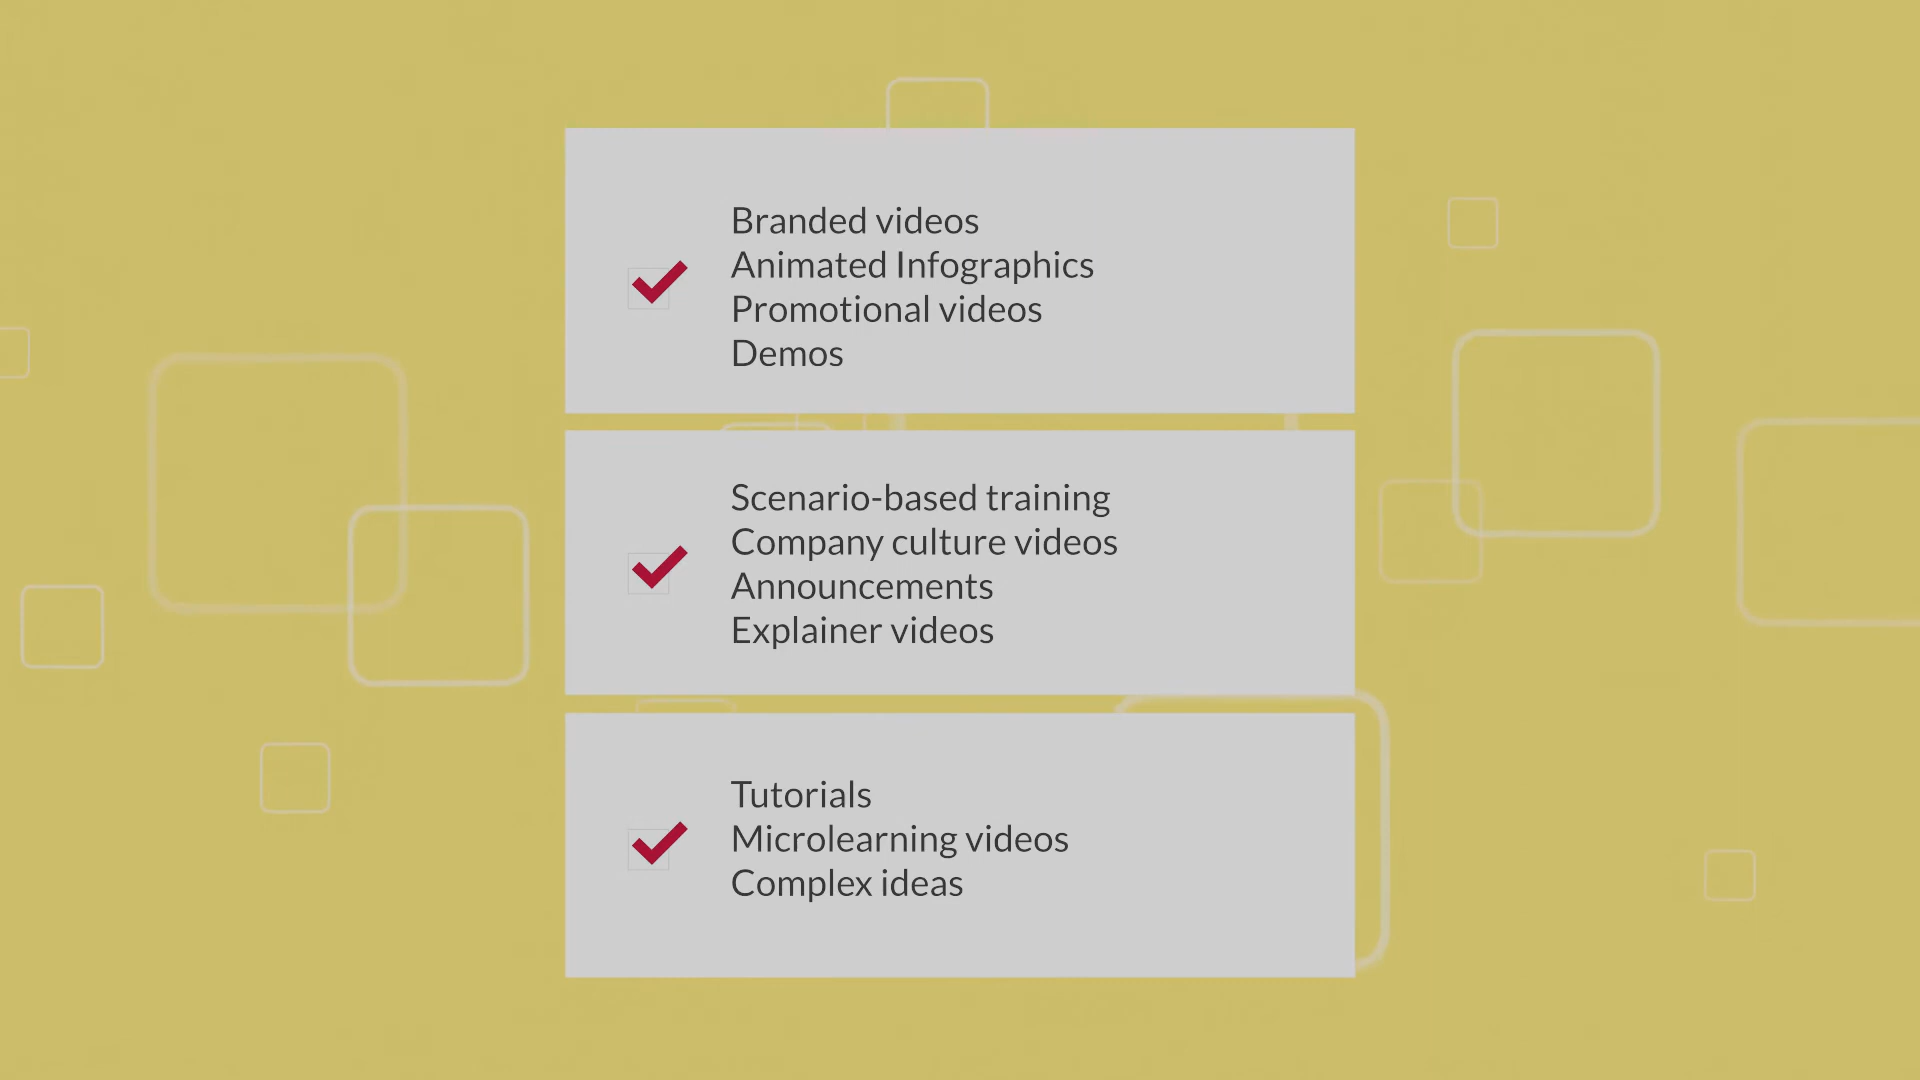 Branded videos
Animated Infographics
Promotional videos
Demos
Scenario-based training
Company culture videos
Announcements
Explainer videos
Tutorials
Microlearning videos
Complex ideas